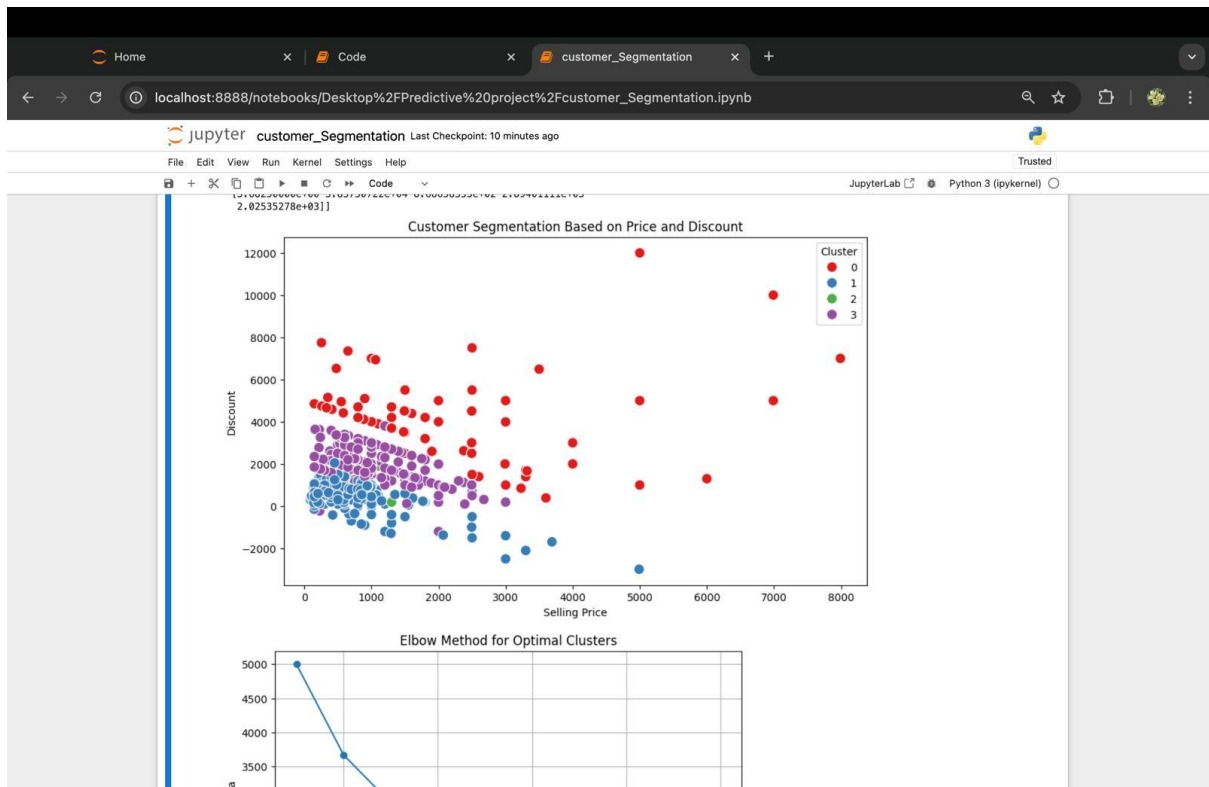 Home
Code
customer_Segmentation
localhost:8888/notebooks/Desktop%2FPredictive%20project%2Fcustomer_Segmentation.ipynb
jupyter customer_Segmentation Last Checkpoint: 10 minutes ago
File Edit View Run Kernel Settings Help Trusted
Code JupyterLab Python 3 (ipykernel)
2.02535278e+03]]
Customer Segmentation Based on Price and Discount
Cluster
0
1
2
3
12000
10000
8000
6000
4000
2000
0
−2000
Discount
0 1000 2000 3000 4000 5000 6000 7000 8000
Selling Price
Elbow Method for Optimal Clusters
5000
4500
4000
3500